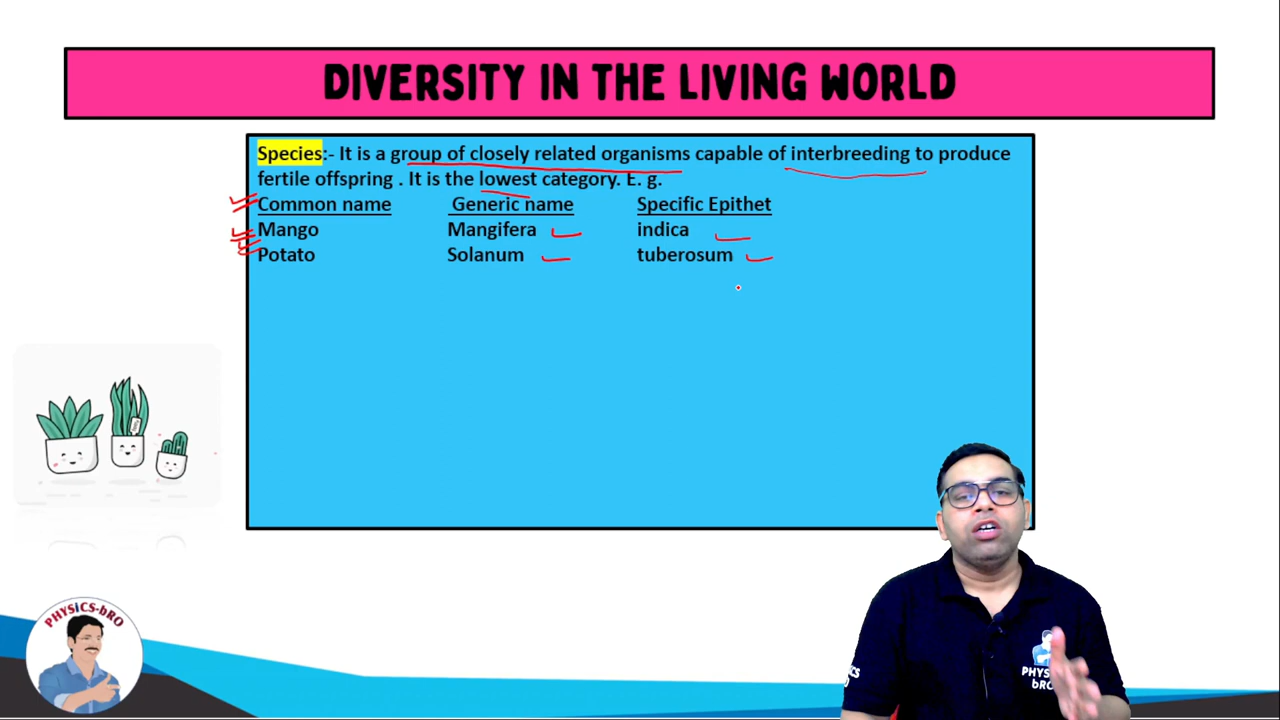 DIVERSITY IN THE LIVING WORLD
Species:- It is a group of closely related organisms capable of interbreeding to produce
fertile offspring . It is the lowest category. E. g.
Common name Generic name Specific Epithet
Mango Mangifera indica
Potato Solanum tuberosum
PHYSICS-bRO